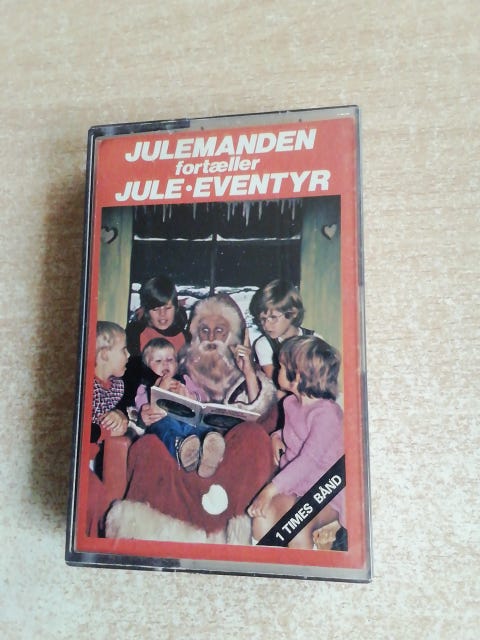 JULEMANDEN
fortæller
JULE·EVENTYR
1 TIMES BÅND